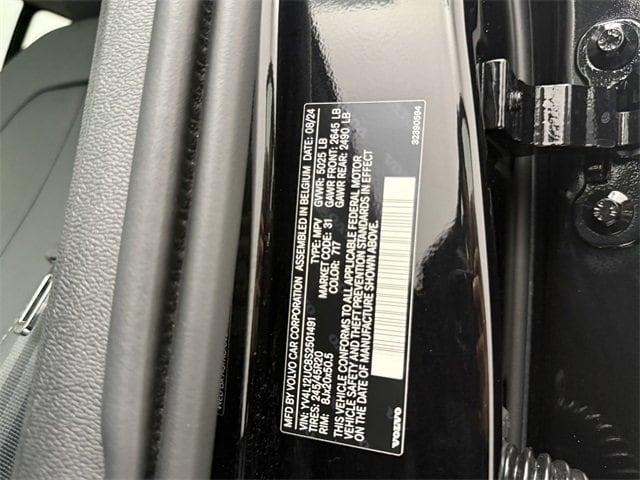 MFD BY VOLVO CAR CORPORATION ASSEMBLED IN BELGIUM DATE: 08/24
VIN: YV4L12UC8S2501491 TYPE: MPV GVWR: 5025 LB
TIRES: 245/45R20 MARKET CODE: 31 GAWR FRONT: 2645 LB
RIM: 8Jx20x50.5 COLOR: 717 GAWR REAR: 2490 LB
THIS VEHICLE CONFORMS TO ALL APPLICABLE FEDERAL MOTOR
VEHICLE SAFETY AND THEFT PREVENTION STANDARDS IN EFFECT
ON THE DATE OF MANUFACTURE SHOWN ABOVE.
VOLVO 32390594